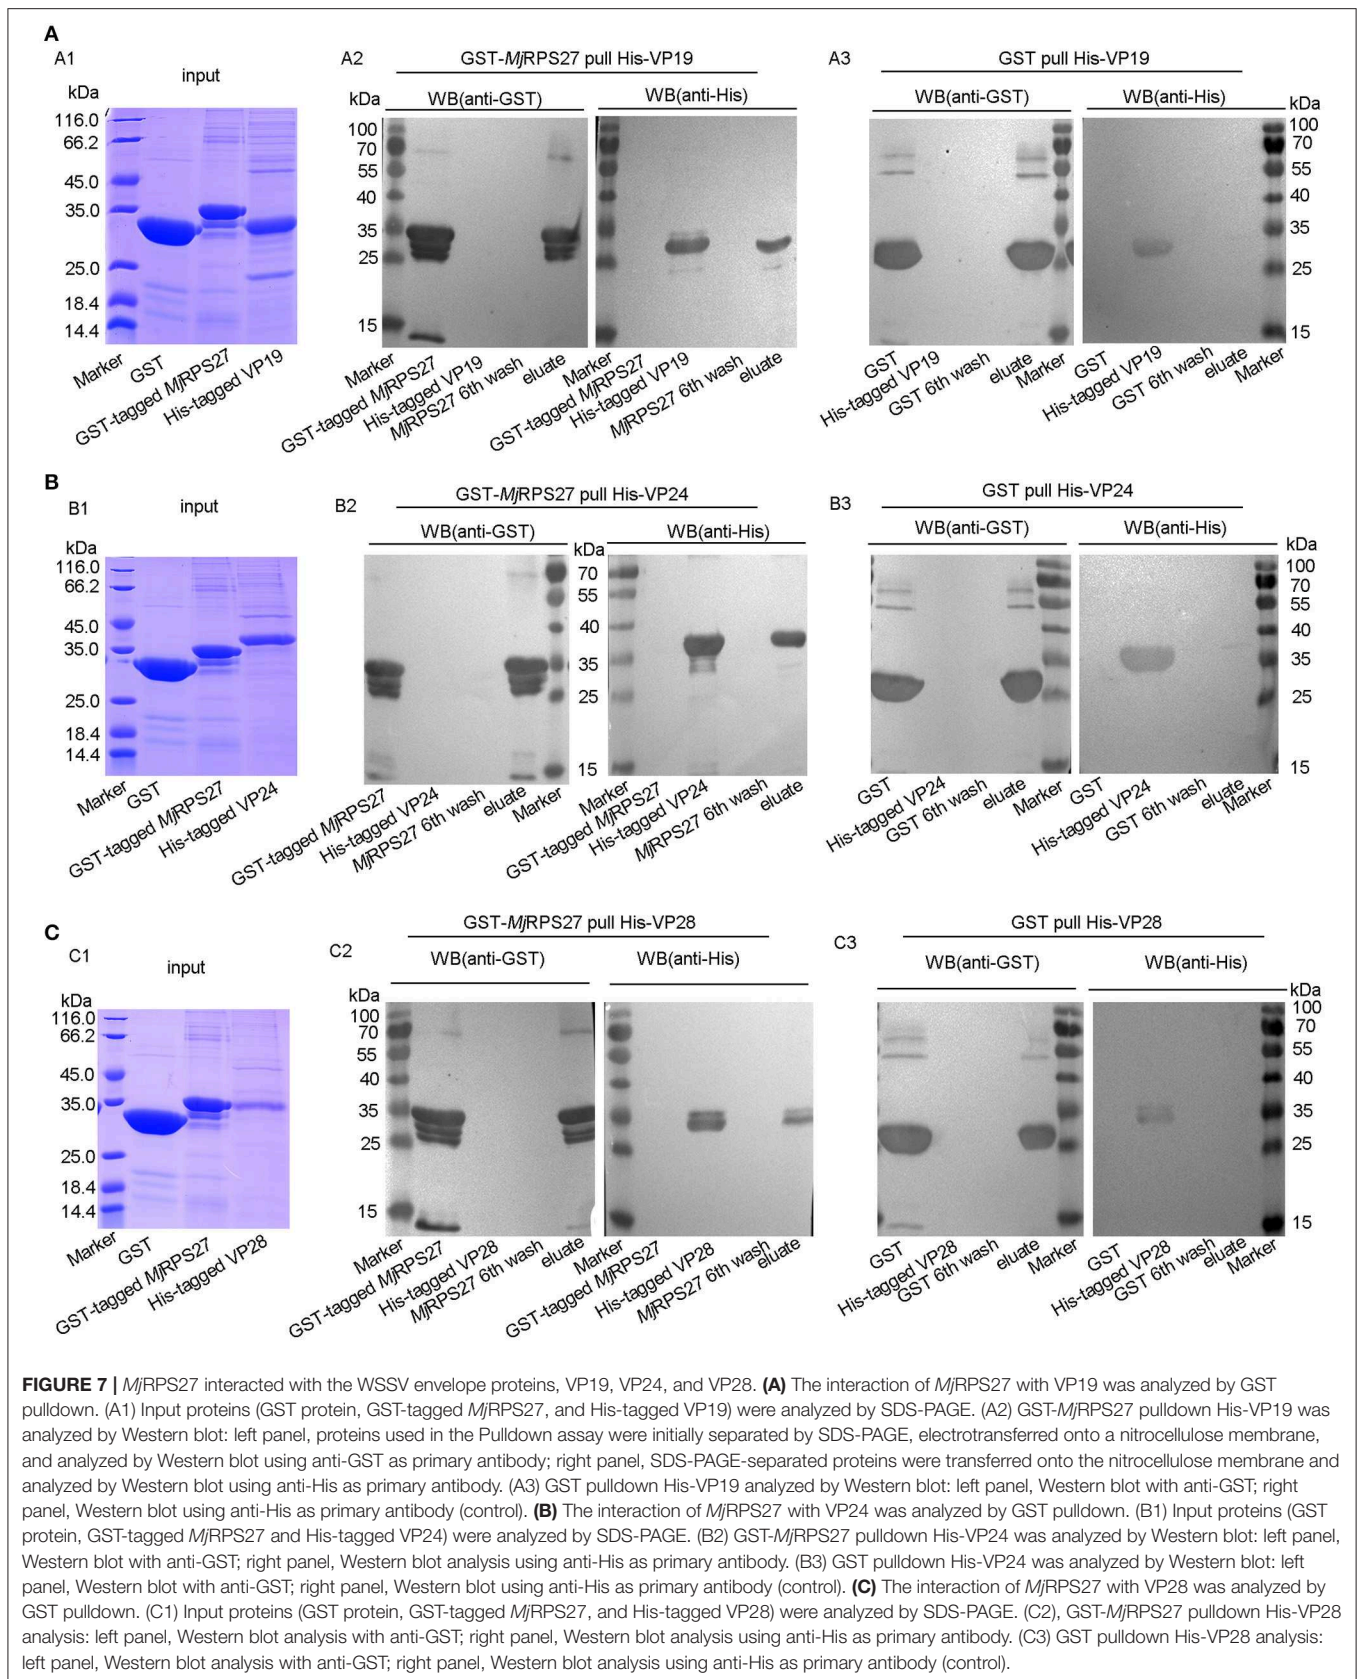 A
A1
input
kDa
116.0
66.2
45.0
35.0
25.0
18.4
14.4
Marker
GST
GST-tagged MjRPS27
His-tagged VP19
A2
GST-MjRPS27 pull His-VP19
WB(anti-GST)
WB(anti-His)
kDa
100
70
55
40
35
25
15
Marker
GST-tagged MjRPS27
His-tagged VP19
MjRPS27 6th wash
eluate
Marker
GST-tagged MjRPS27
His-tagged VP19
MjRPS27 6th wash
eluate
A3
GST pull His-VP19
WB(anti-GST)
WB(anti-His)
kDa
100
70
55
40
35
25
15
GST
His-tagged VP19
GST 6th wash
eluate
Marker
GST
His-tagged VP19
GST 6th wash
eluate
Marker
B
B1
input
kDa
116.0
66.2
45.0
35.0
25.0
18.4
14.4
Marker
GST
GST-tagged MjRPS27
His-tagged VP24
B2
GST-MjRPS27 pull His-VP24
WB(anti-GST)
WB(anti-His)
kDa
70
55
40
35
25
15
GST-tagged MjRPS27
His-tagged VP24
MjRPS27 6th wash
eluate
Marker
Marker
GST-tagged MjRPS27
His-tagged VP24
MjRPS27 6th wash
eluate
B3
GST pull His-VP24
WB(anti-GST)
WB(anti-His)
kDa
100
70
55
40
35
25
15
GST
His-tagged VP24
GST 6th wash
eluate
Marker
GST
His-tagged VP24
GST 6th wash
eluate
Marker
C
C1
input
kDa
116.0
66.2
45.0
35.0
25.0
18.4
14.4
Marker
GST
GST-tagged MjRPS27
His-tagged VP28
C2
GST-MjRPS27 pull His-VP28
WB(anti-GST)
WB(anti-His)
kDa
100
70
55
40
35
25
15
Marker
GST-tagged MjRPS27
His-tagged VP28
MjRPS27 6th wash
eluate
Marker
GST-tagged MjRPS27
His-tagged VP28
MjRPS27 6th wash
eluate
C3
GST pull His-VP28
WB(anti-GST)
WB(anti-His)
kDa
100
70
55
40
35
25
15
GST
His-tagged VP28
GST 6th wash
eluate
Marker
GST
His-tagged VP28
GST 6th wash
eluate
Marker
FIGURE 7 | MjRPS27 interacted with the WSSV envelope proteins, VP19, VP24, and VP28. (A) The interaction of MjRPS27 with VP19 was analyzed by GST
pulldown. (A1) Input proteins (GST protein, GST-tagged MjRPS27, and His-tagged VP19) were analyzed by SDS-PAGE. (A2) GST-MjRPS27 pulldown His-VP19 was
analyzed by Western blot: left panel, proteins used in the Pulldown assay were initially separated by SDS-PAGE, electrotransferred onto a nitrocellulose membrane,
and analyzed by Western blot using anti-GST as primary antibody; right panel, SDS-PAGE-separated proteins were transferred onto the nitrocellulose membrane and
analyzed by Western blot using anti-His as primary antibody. (A3) GST pulldown His-VP19 analyzed by Western blot: left panel, Western blot with anti-GST; right
panel, Western blot using anti-His as primary antibody (control). (B) The interaction of MjRPS27 with VP24 was analyzed by GST pulldown. (B1) Input proteins (GST
protein, GST-tagged MjRPS27 and His-tagged VP24) were analyzed by SDS-PAGE. (B2) GST-MjRPS27 pulldown His-VP24 was analyzed by Western blot: left panel,
Western blot with anti-GST; right panel, Western blot analysis using anti-His as primary antibody. (B3) GST pulldown His-VP24 was analyzed by Western blot: left
panel, Western blot with anti-GST; right panel, Western blot using anti-His as primary antibody (control). (C) The interaction of MjRPS27 with VP28 was analyzed by
GST pulldown. (C1) Input proteins (GST protein, GST-tagged MjRPS27, and His-tagged VP28) were analyzed by SDS-PAGE. (C2), GST-MjRPS27 pulldown His-VP28
analysis: left panel, Western blot analysis with anti-GST; right panel, Western blot analysis using anti-His as primary antibody. (C3) GST pulldown His-VP28 analysis:
left panel, Western blot analysis with anti-GST; right panel, Western blot analysis using anti-His as primary antibody (control).